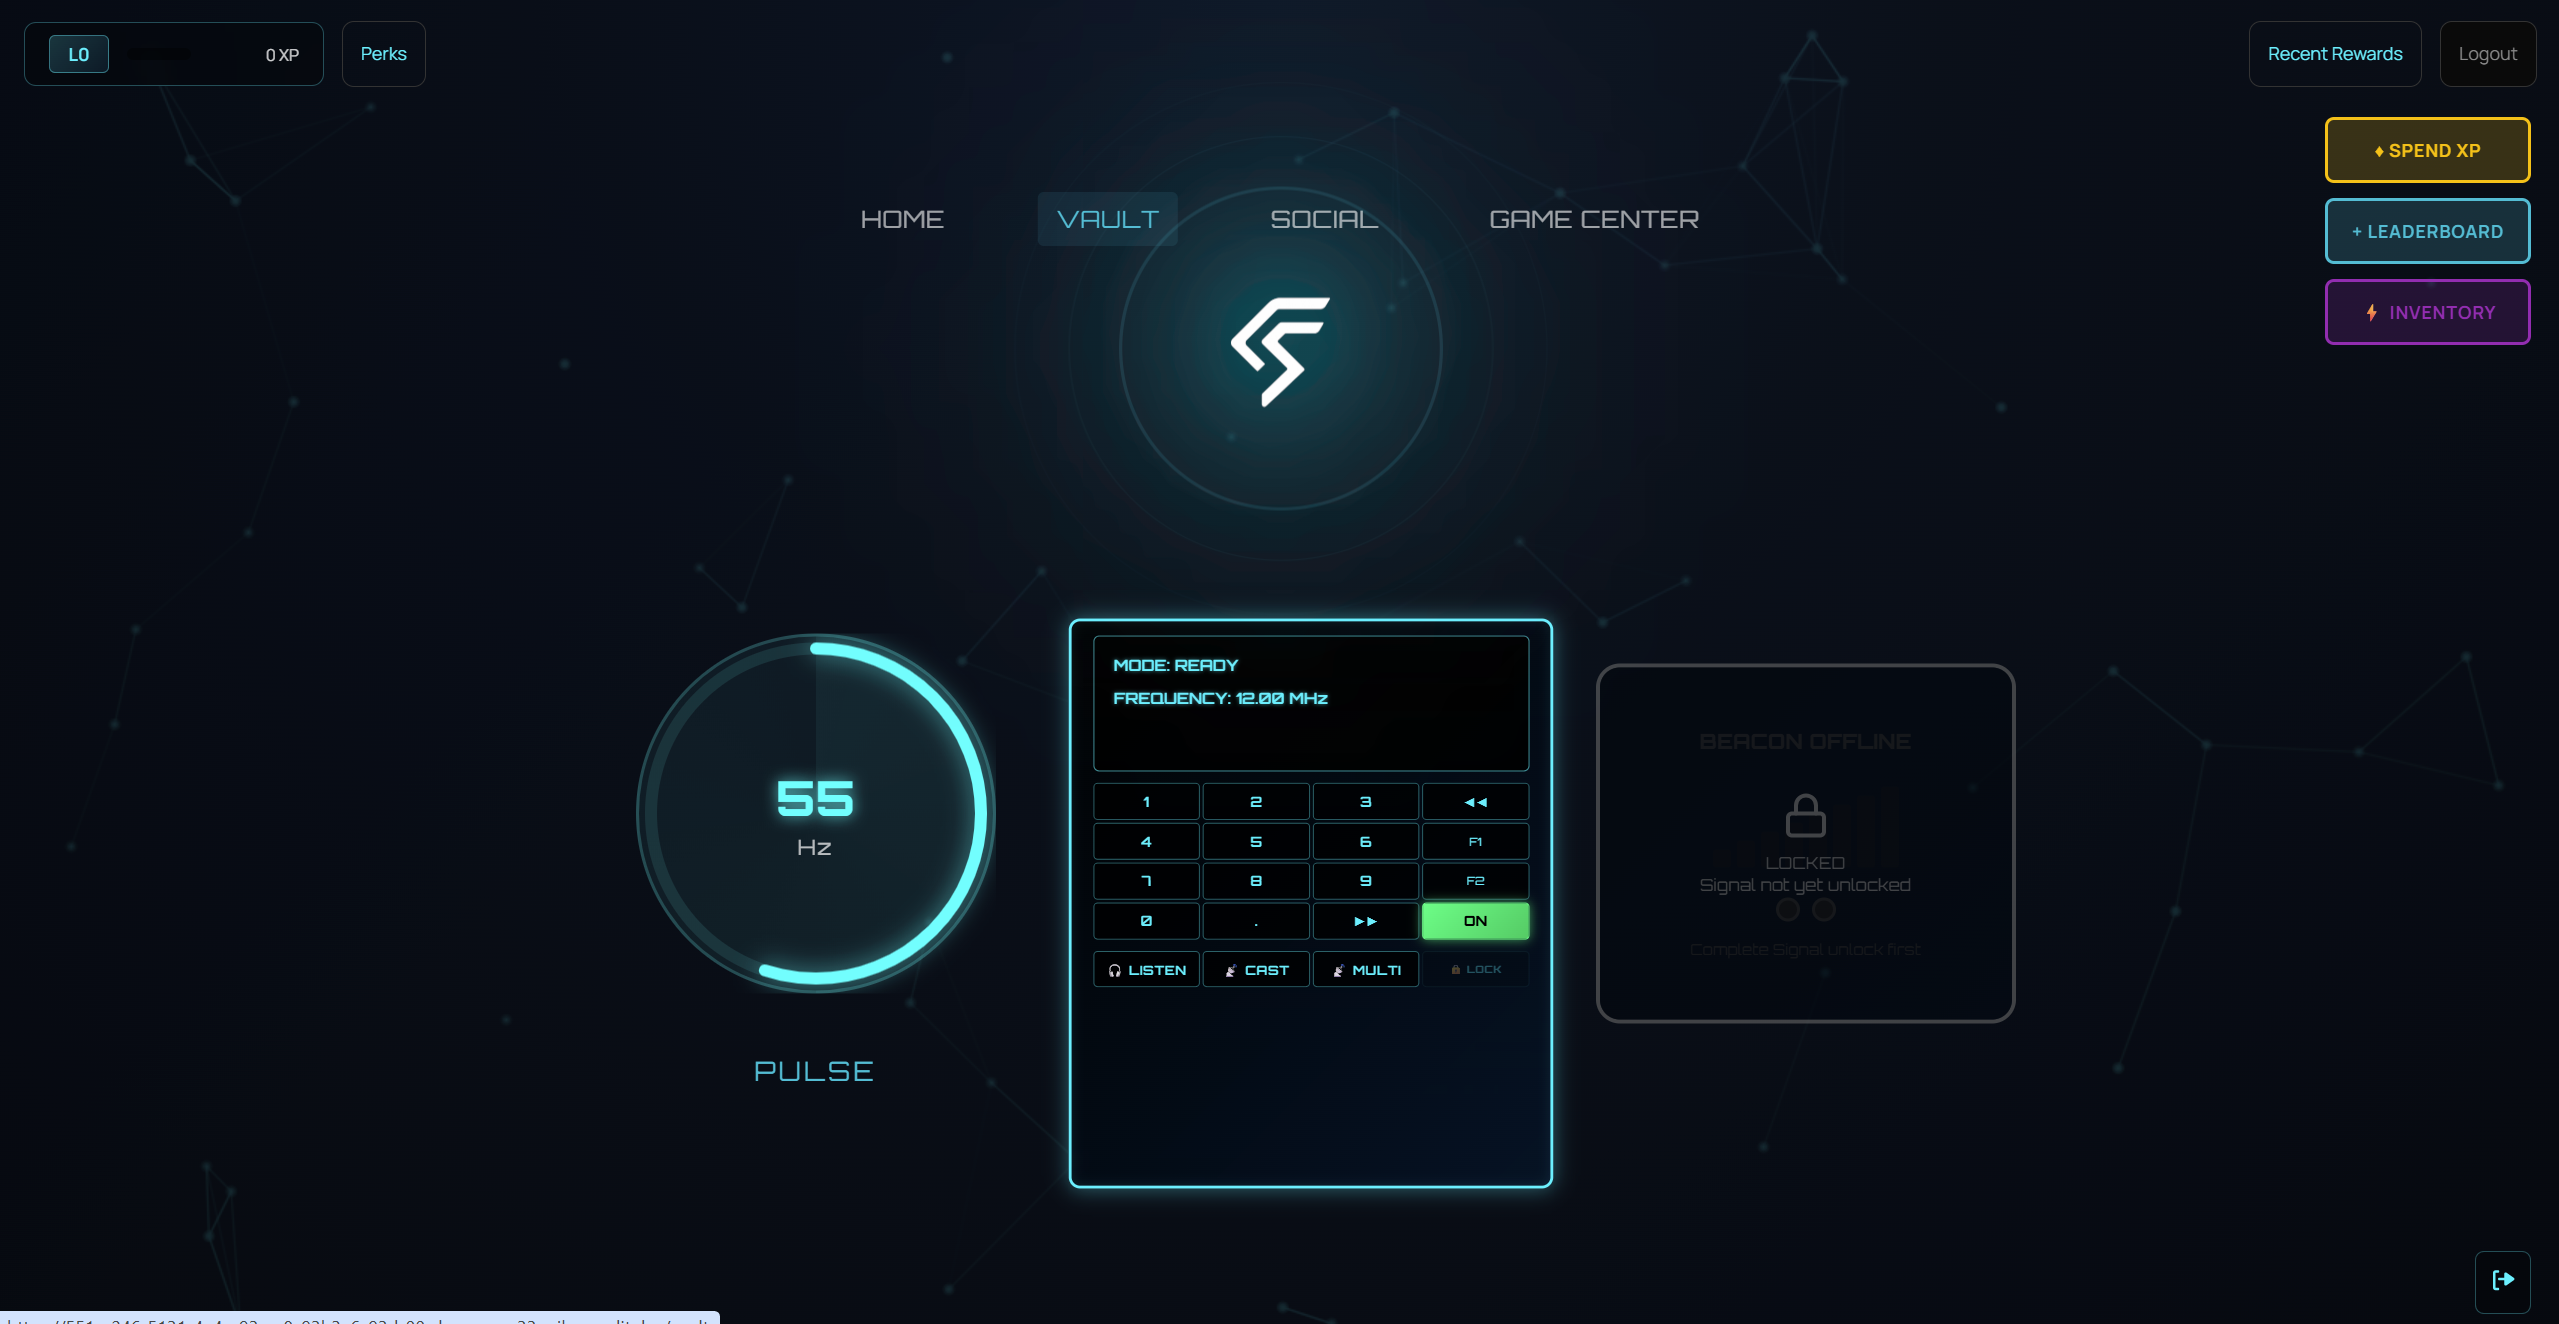 L0
0 XP
Perks
Recent Rewards
Logout
♦ SPEND XP
+ LEADERBOARD
INVENTORY
HOME
VAULT
SOCIAL
GAME CENTER
55
Hz
PULSE
MODE: READY
FREQUENCY: 12.00 MHz
1 2 3 ◄◄
4 5 6 F1
7 8 9 F2
0 . ►► ON
LISTEN CAST MULTI LOCK
BEACON OFFLINE
LOCKED
Signal not yet unlocked
Complete Signal unlock first